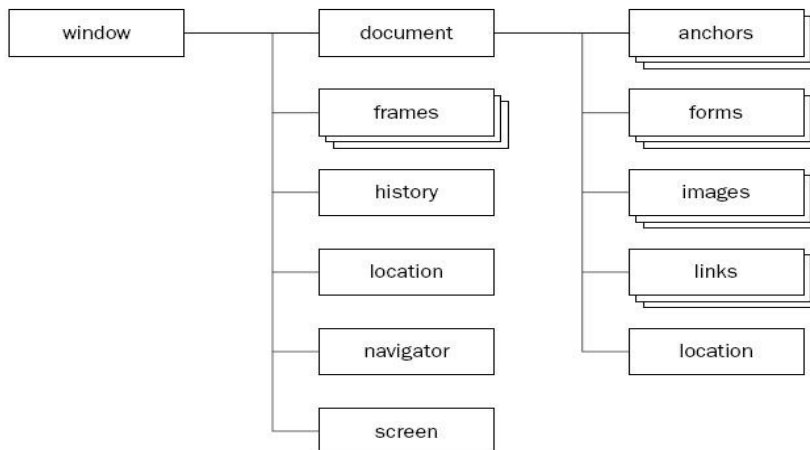 window
document
anchors
frames
forms
history
images
location
links
navigator
location
screen